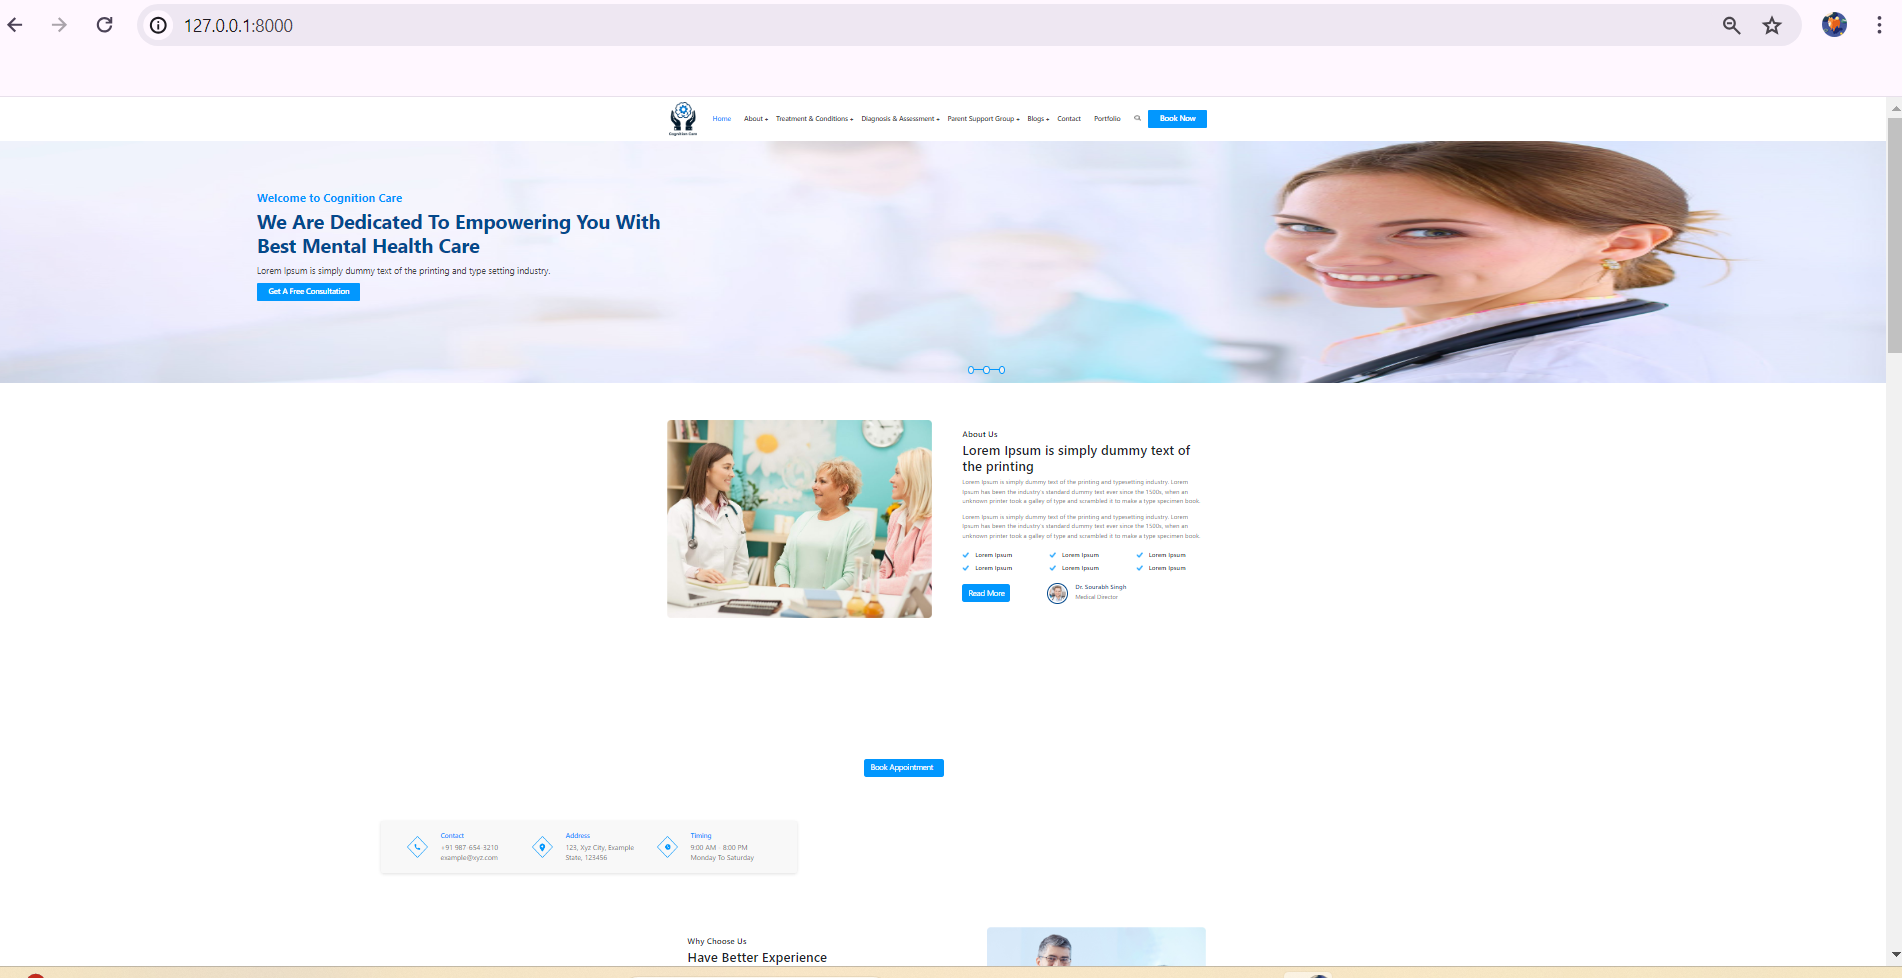 127.0.0.1:8000
Cognition Care
Home About Treatment & Conditions Diagnosis & Assessment Parent Support Group Blogs Contact Portfolio Book Now
Welcome to Cognition Care
We Are Dedicated To Empowering You With
Best Mental Health Care
Lorem Ipsum is simply dummy text of the printing and type setting industry.
Get A Free Consultation
About Us
Lorem Ipsum is simply dummy text of
the printing
Lorem Ipsum is simply dummy text of the printing and typesetting industry. Lorem
Ipsum has been the industry's standard dummy text ever since the 1500s, when an
unknown printer took a galley of type and scrambled it to make a type specimen book.
Lorem Ipsum is simply dummy text of the printing and typesetting industry. Lorem
Ipsum has been the industry's standard dummy text ever since the 1500s, when an
unknown printer took a galley of type and scrambled it to make a type specimen book.
Lorem Ipsum Lorem Ipsum Lorem Ipsum
Lorem Ipsum Lorem Ipsum Lorem Ipsum
Read More
Dr. Sourabh Singh
Medical Director
Book Appointment
Contact
+91 987-654-3210
example@xyz.com
Address
123, Xyz City, Example
State, 123456
Timing
9:00 AM - 8:00 PM
Monday To Saturday
Why Choose Us
Have Better Experience